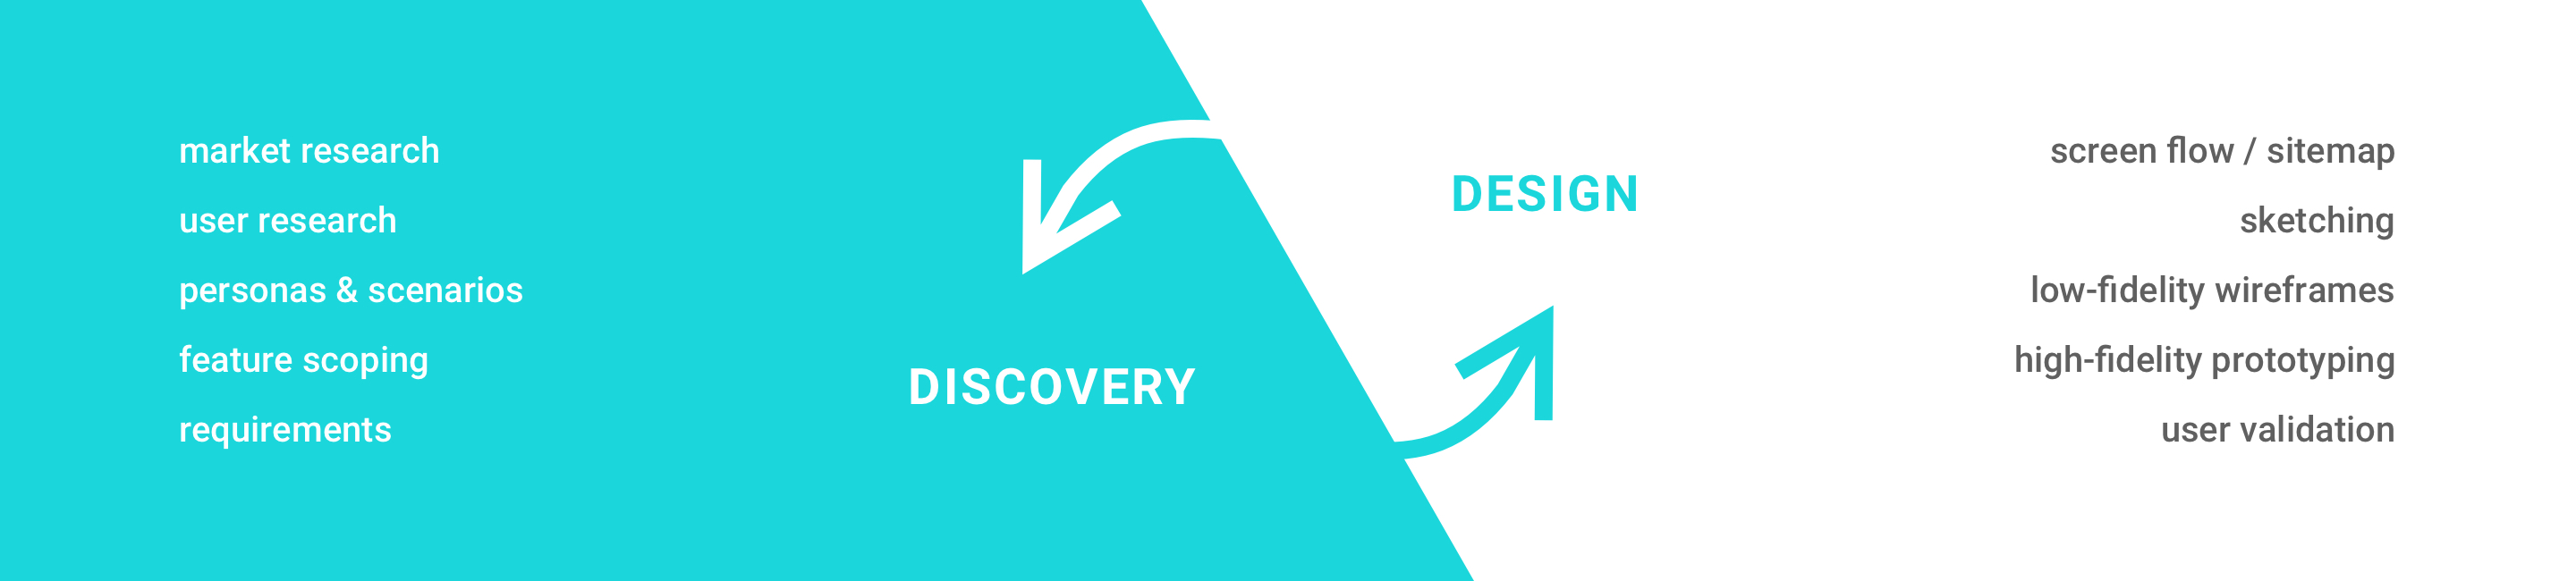 market research
user research
personas & scenarios
feature scoping
requirements
DISCOVERY
DESIGN
screen flow / sitemap
sketching
low-fidelity wireframes
high-fidelity prototyping
user validation